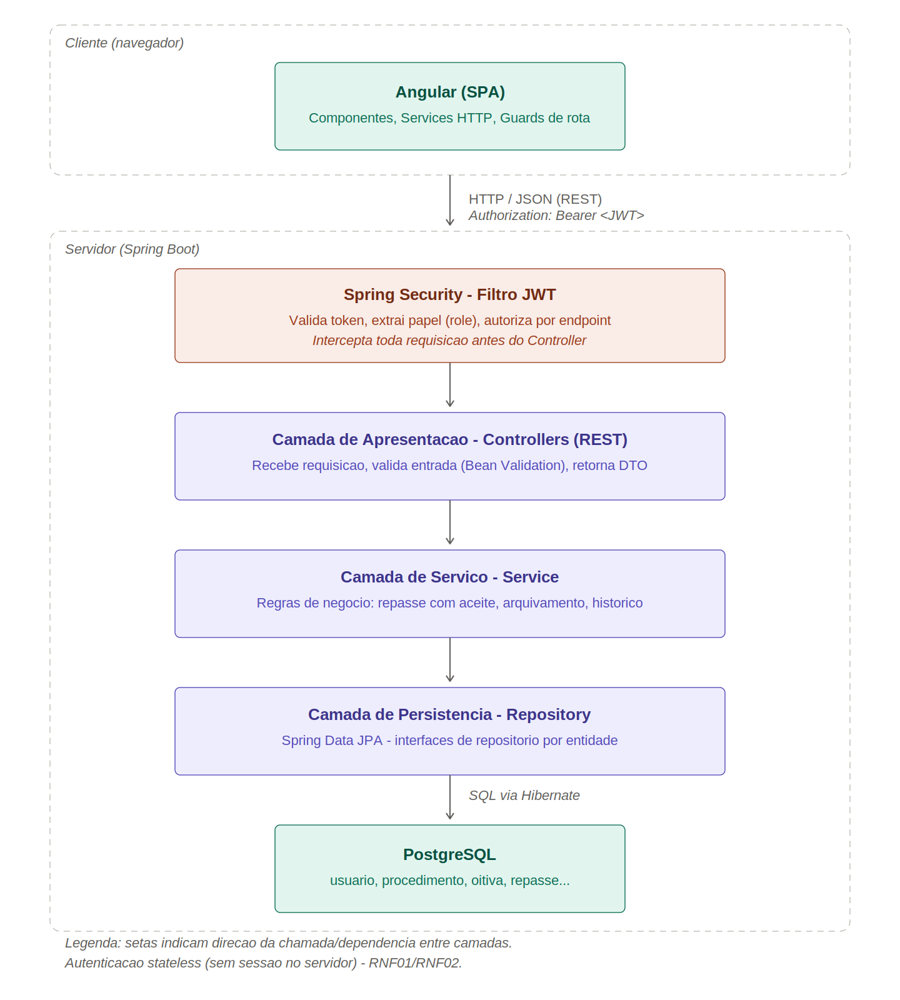 Cliente (navegador)
Angular (SPA)
Componentes, Services HTTP, Guards de rota
HTTP / JSON (REST)
Authorization: Bearer <JWT>
Servidor (Spring Boot)
Spring Security - Filtro JWT
Valida token, extrai papel (role), autoriza por endpoint
Intercepta toda requisicao antes do Controller
Camada de Apresentacao - Controllers (REST)
Recebe requisicao, valida entrada (Bean Validation), retorna DTO
Camada de Servico - Service
Regras de negocio: repasse com aceite, arquivamento, historico
Camada de Persistencia - Repository
Spring Data JPA - interfaces de repositorio por entidade
SQL via Hibernate
PostgreSQL
usuario, procedimento, oitiva, repasse...
Legenda: setas indicam direcao da chamada/dependencia entre camadas.
Autenticacao stateless (sem sessao no servidor) - RNF01/RNF02.